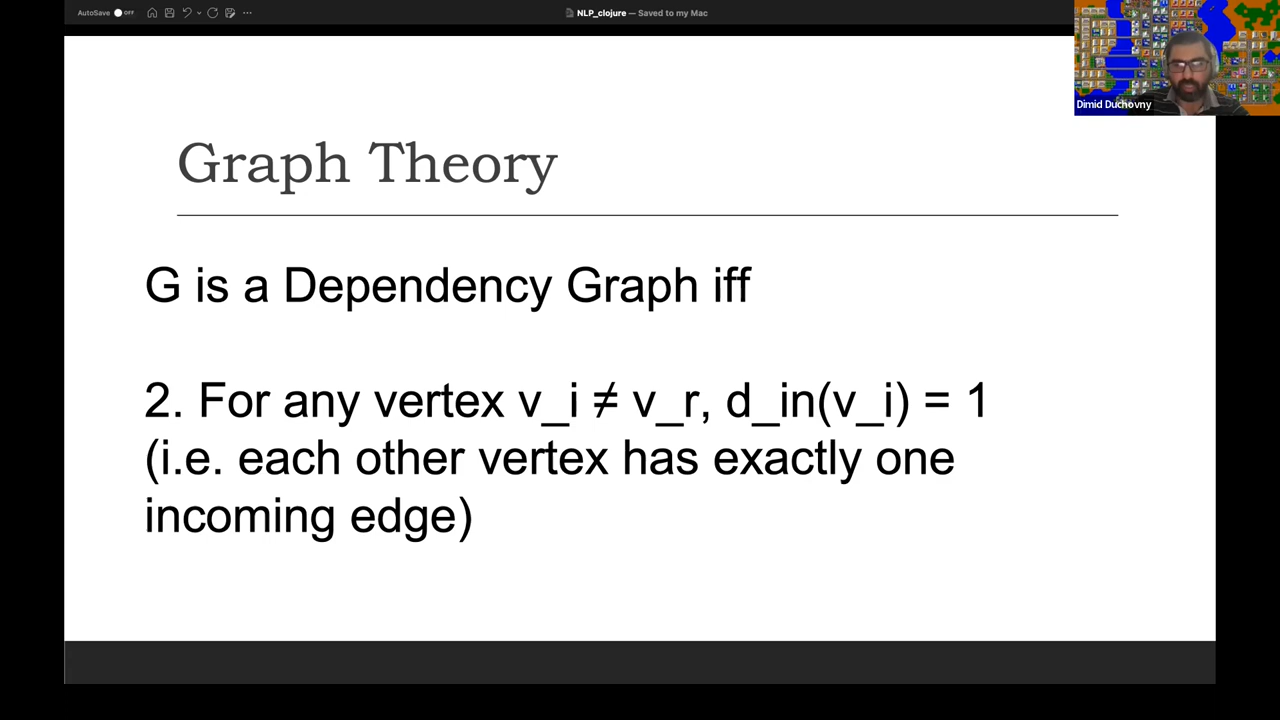 AutoSave OFF
NLP_clojure — Saved to my Mac
Dimid Duchovny
Graph Theory
G is a Dependency Graph iff
2. For any vertex v_i ≠ v_r, d_in(v_i) = 1
(i.e. each other vertex has exactly one
incoming edge)